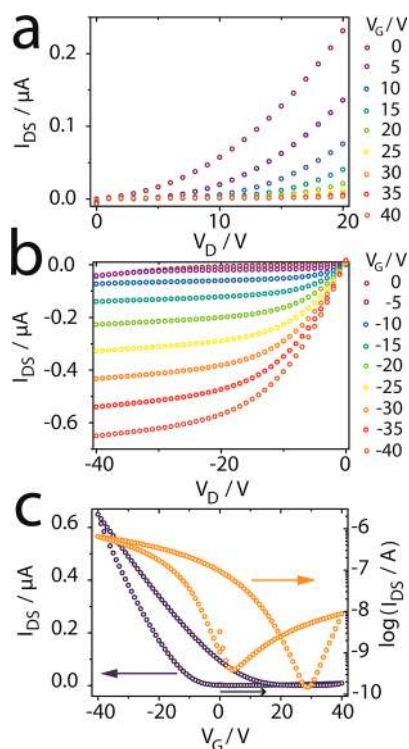 a
V_G / V
0
5
10
15
20
25
30
35
40
0.2
0.1
0.0
I_DS / µA
0 10 20
V_D / V
b
V_G / V
0
-5
-10
-15
-20
-25
-30
-35
-40
0.0
-0.2
-0.4
-0.6
I_DS / µA
-40 -20 0
V_D / V
c
0.6
0.4
0.2
0.0
I_DS / µA
-6
-7
-8
-9
-10
log(I_DS / A)
-40 -20 0 20 40
V_G / V